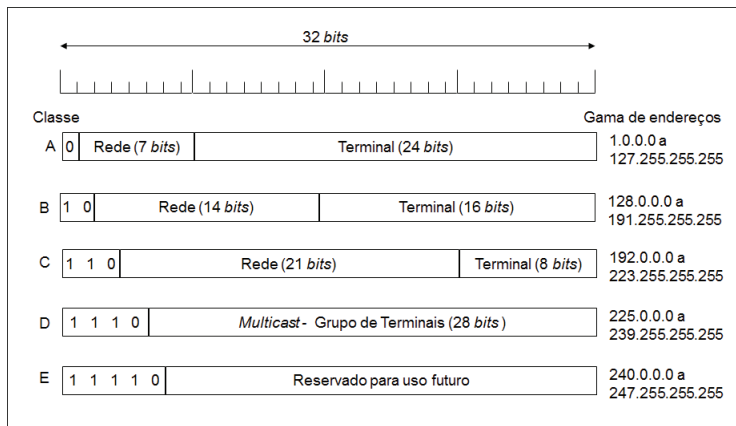 32 bits
Classe
Gama de endereços
A
0
Rede (7 bits)
Terminal (24 bits)
1.0.0.0 a
127.255.255.255
B
1 0
Rede (14 bits)
Terminal (16 bits)
128.0.0.0 a
191.255.255.255
C
1 1 0
Rede (21 bits)
Terminal (8 bits)
192.0.0.0 a
223.255.255.255
D
1 1 1 0
Multicast - Grupo de Terminais (28 bits)
225.0.0.0 a
239.255.255.255
E
1 1 1 1 0
Reservado para uso futuro
240.0.0.0 a
247.255.255.255